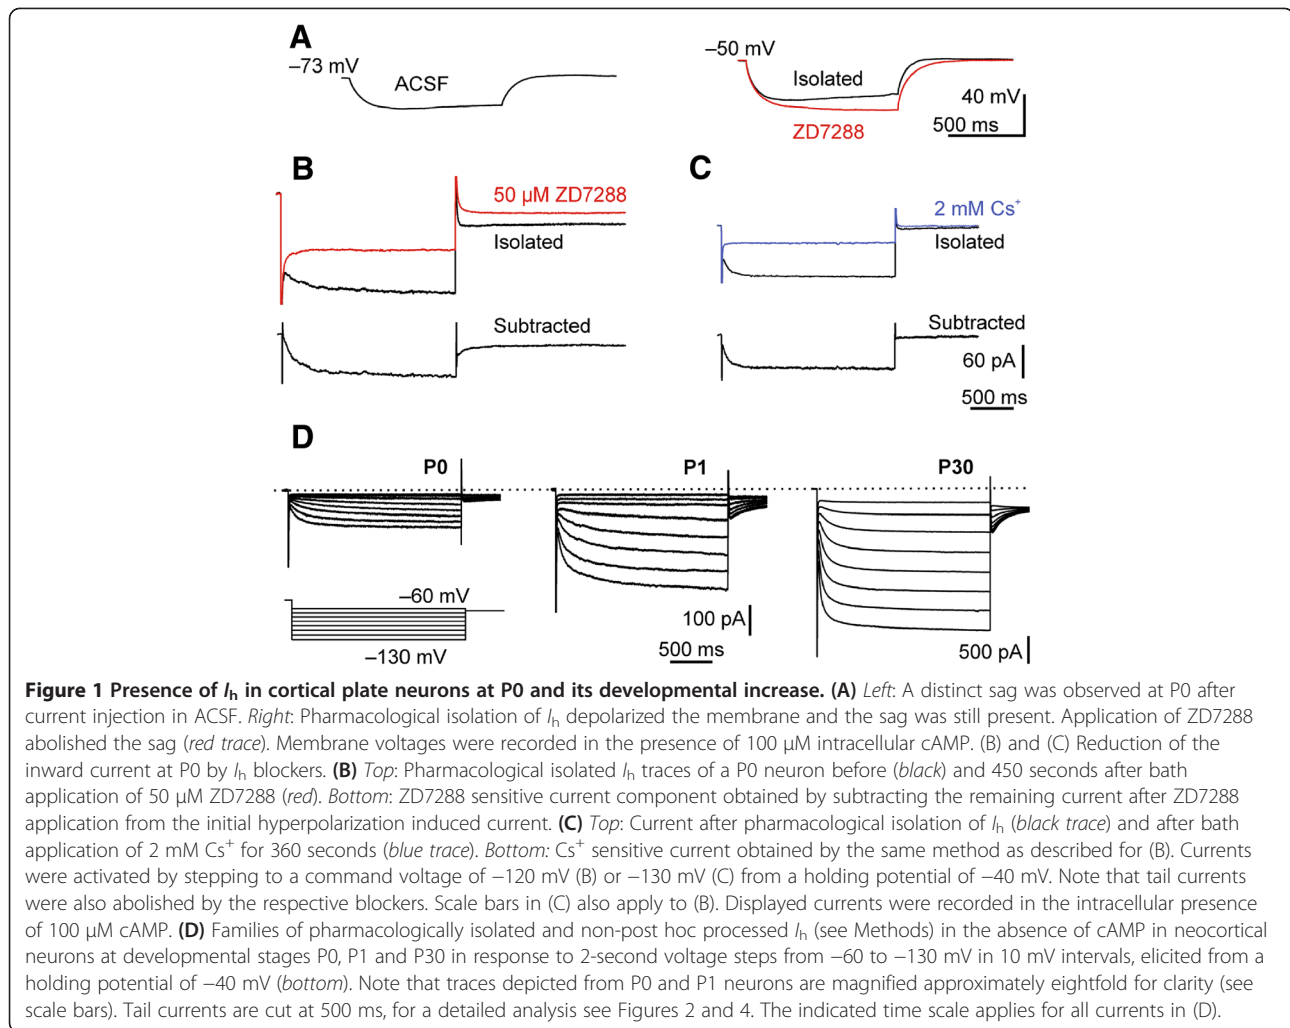 A
−73 mV
ACSF
−50 mV
Isolated
ZD7288
40 mV
500 ms
B
50 µM ZD7288
Isolated
Subtracted
C
2 mM Cs⁺
Isolated
Subtracted
60 pA
500 ms
D
P0
P1
P30
−60 mV
−130 mV
100 pA
500 ms
500 pA
Figure 1 Presence of Ih in cortical plate neurons at P0 and its developmental increase. (A) Left: A distinct sag was observed at P0 after
current injection in ACSF. Right: Pharmacological isolation of Ih depolarized the membrane and the sag was still present. Application of ZD7288
abolished the sag (red trace). Membrane voltages were recorded in the presence of 100 µM intracellular cAMP. (B) and (C) Reduction of the
inward current at P0 by Ih blockers. (B) Top: Pharmacological isolated Ih traces of a P0 neuron before (black) and 450 seconds after bath
application of 50 µM ZD7288 (red). Bottom: ZD7288 sensitive current component obtained by subtracting the remaining current after ZD7288
application from the initial hyperpolarization induced current. (C) Top: Current after pharmacological isolation of Ih (black trace) and after bath
application of 2 mM Cs⁺ for 360 seconds (blue trace). Bottom: Cs⁺ sensitive current obtained by the same method as described for (B). Currents
were activated by stepping to a command voltage of −120 mV (B) or −130 mV (C) from a holding potential of −40 mV. Note that tail currents
were also abolished by the respective blockers. Scale bars in (C) also apply to (B). Displayed currents were recorded in the intracellular presence
of 100 µM cAMP. (D) Families of pharmacologically isolated and non-post hoc processed Ih (see Methods) in the absence of cAMP in neocortical
neurons at developmental stages P0, P1 and P30 in response to 2-second voltage steps from −60 to −130 mV in 10 mV intervals, elicited from a
holding potential of −40 mV (bottom). Note that traces depicted from P0 and P1 neurons are magnified approximately eightfold for clarity (see
scale bars). Tail currents are cut at 500 ms, for a detailed analysis see Figures 2 and 4. The indicated time scale applies for all currents in (D).